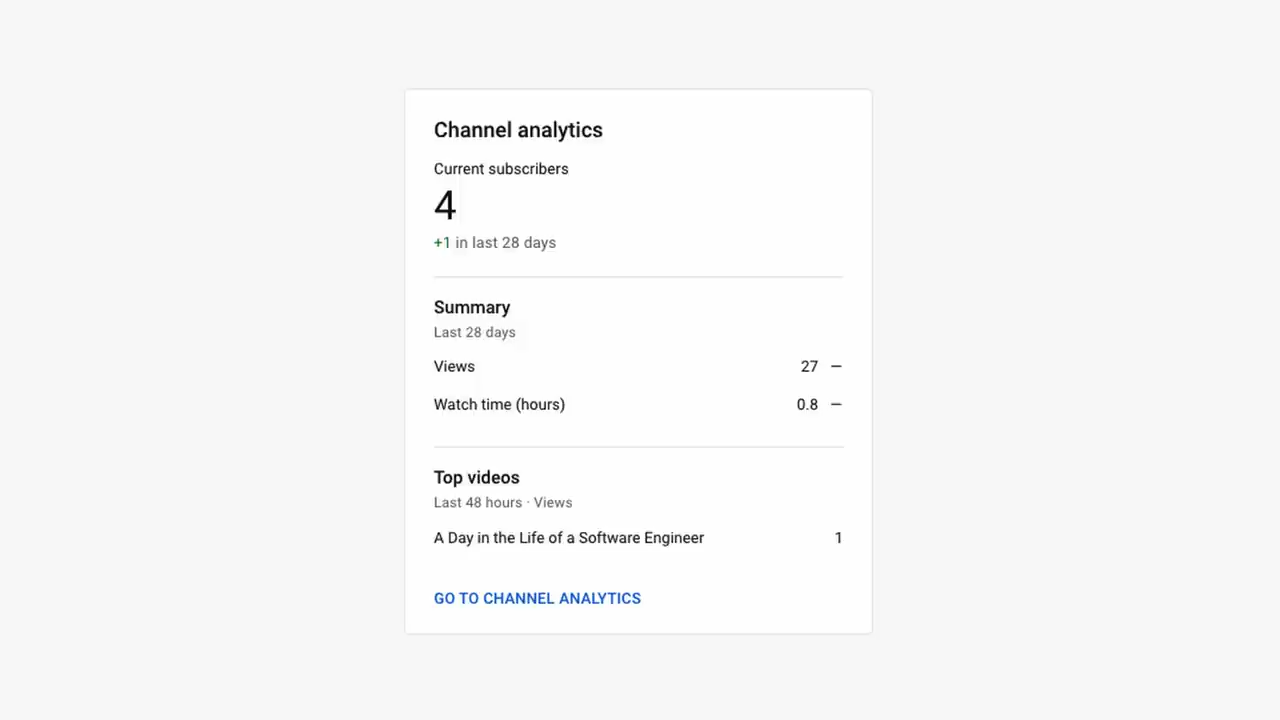 Channel analytics
Current subscribers
4
+1 in last 28 days
Summary
Last 28 days
Views 27 —
Watch time (hours) 0.8 —
Top videos
Last 48 hours · Views
A Day in the Life of a Software Engineer 1
GO TO CHANNEL ANALYTICS